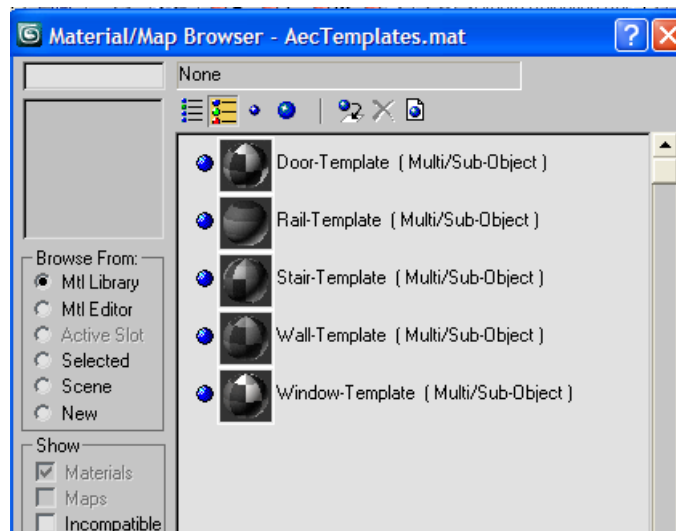 Material/Map Browser - AecTemplates.mat
None
Door-Template ( Multi/Sub-Object )
Rail-Template ( Multi/Sub-Object )
Stair-Template ( Multi/Sub-Object )
Wall-Template ( Multi/Sub-Object )
Window-Template ( Multi/Sub-Object )
Browse From:
Mtl Library
Mtl Editor
Active Slot
Selected
Scene
New
Show
Materials
Maps
Incompatible